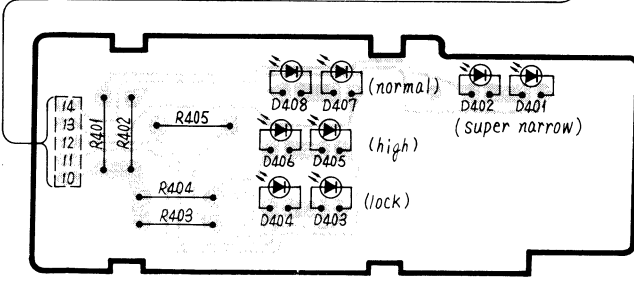 D408 D407 (normal)
D402 D401
(super narrow)
14
13
12
11
10
R401
R402
R405
D406 D405 (high)
R404
R403
D404 D403 (lock)